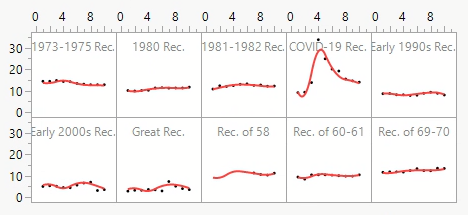 0 4 8 0 4 8 0 4 8 0 4 8 0 4 8
30
20
10
0
1973-1975 Rec. 1980 Rec. 1981-1982 Rec. COVID-19 Rec. Early 1990s Rec.
30
20
10
0
Early 2000s Rec. Great Rec. Rec. of 58 Rec. of 60-61 Rec. of 69-70